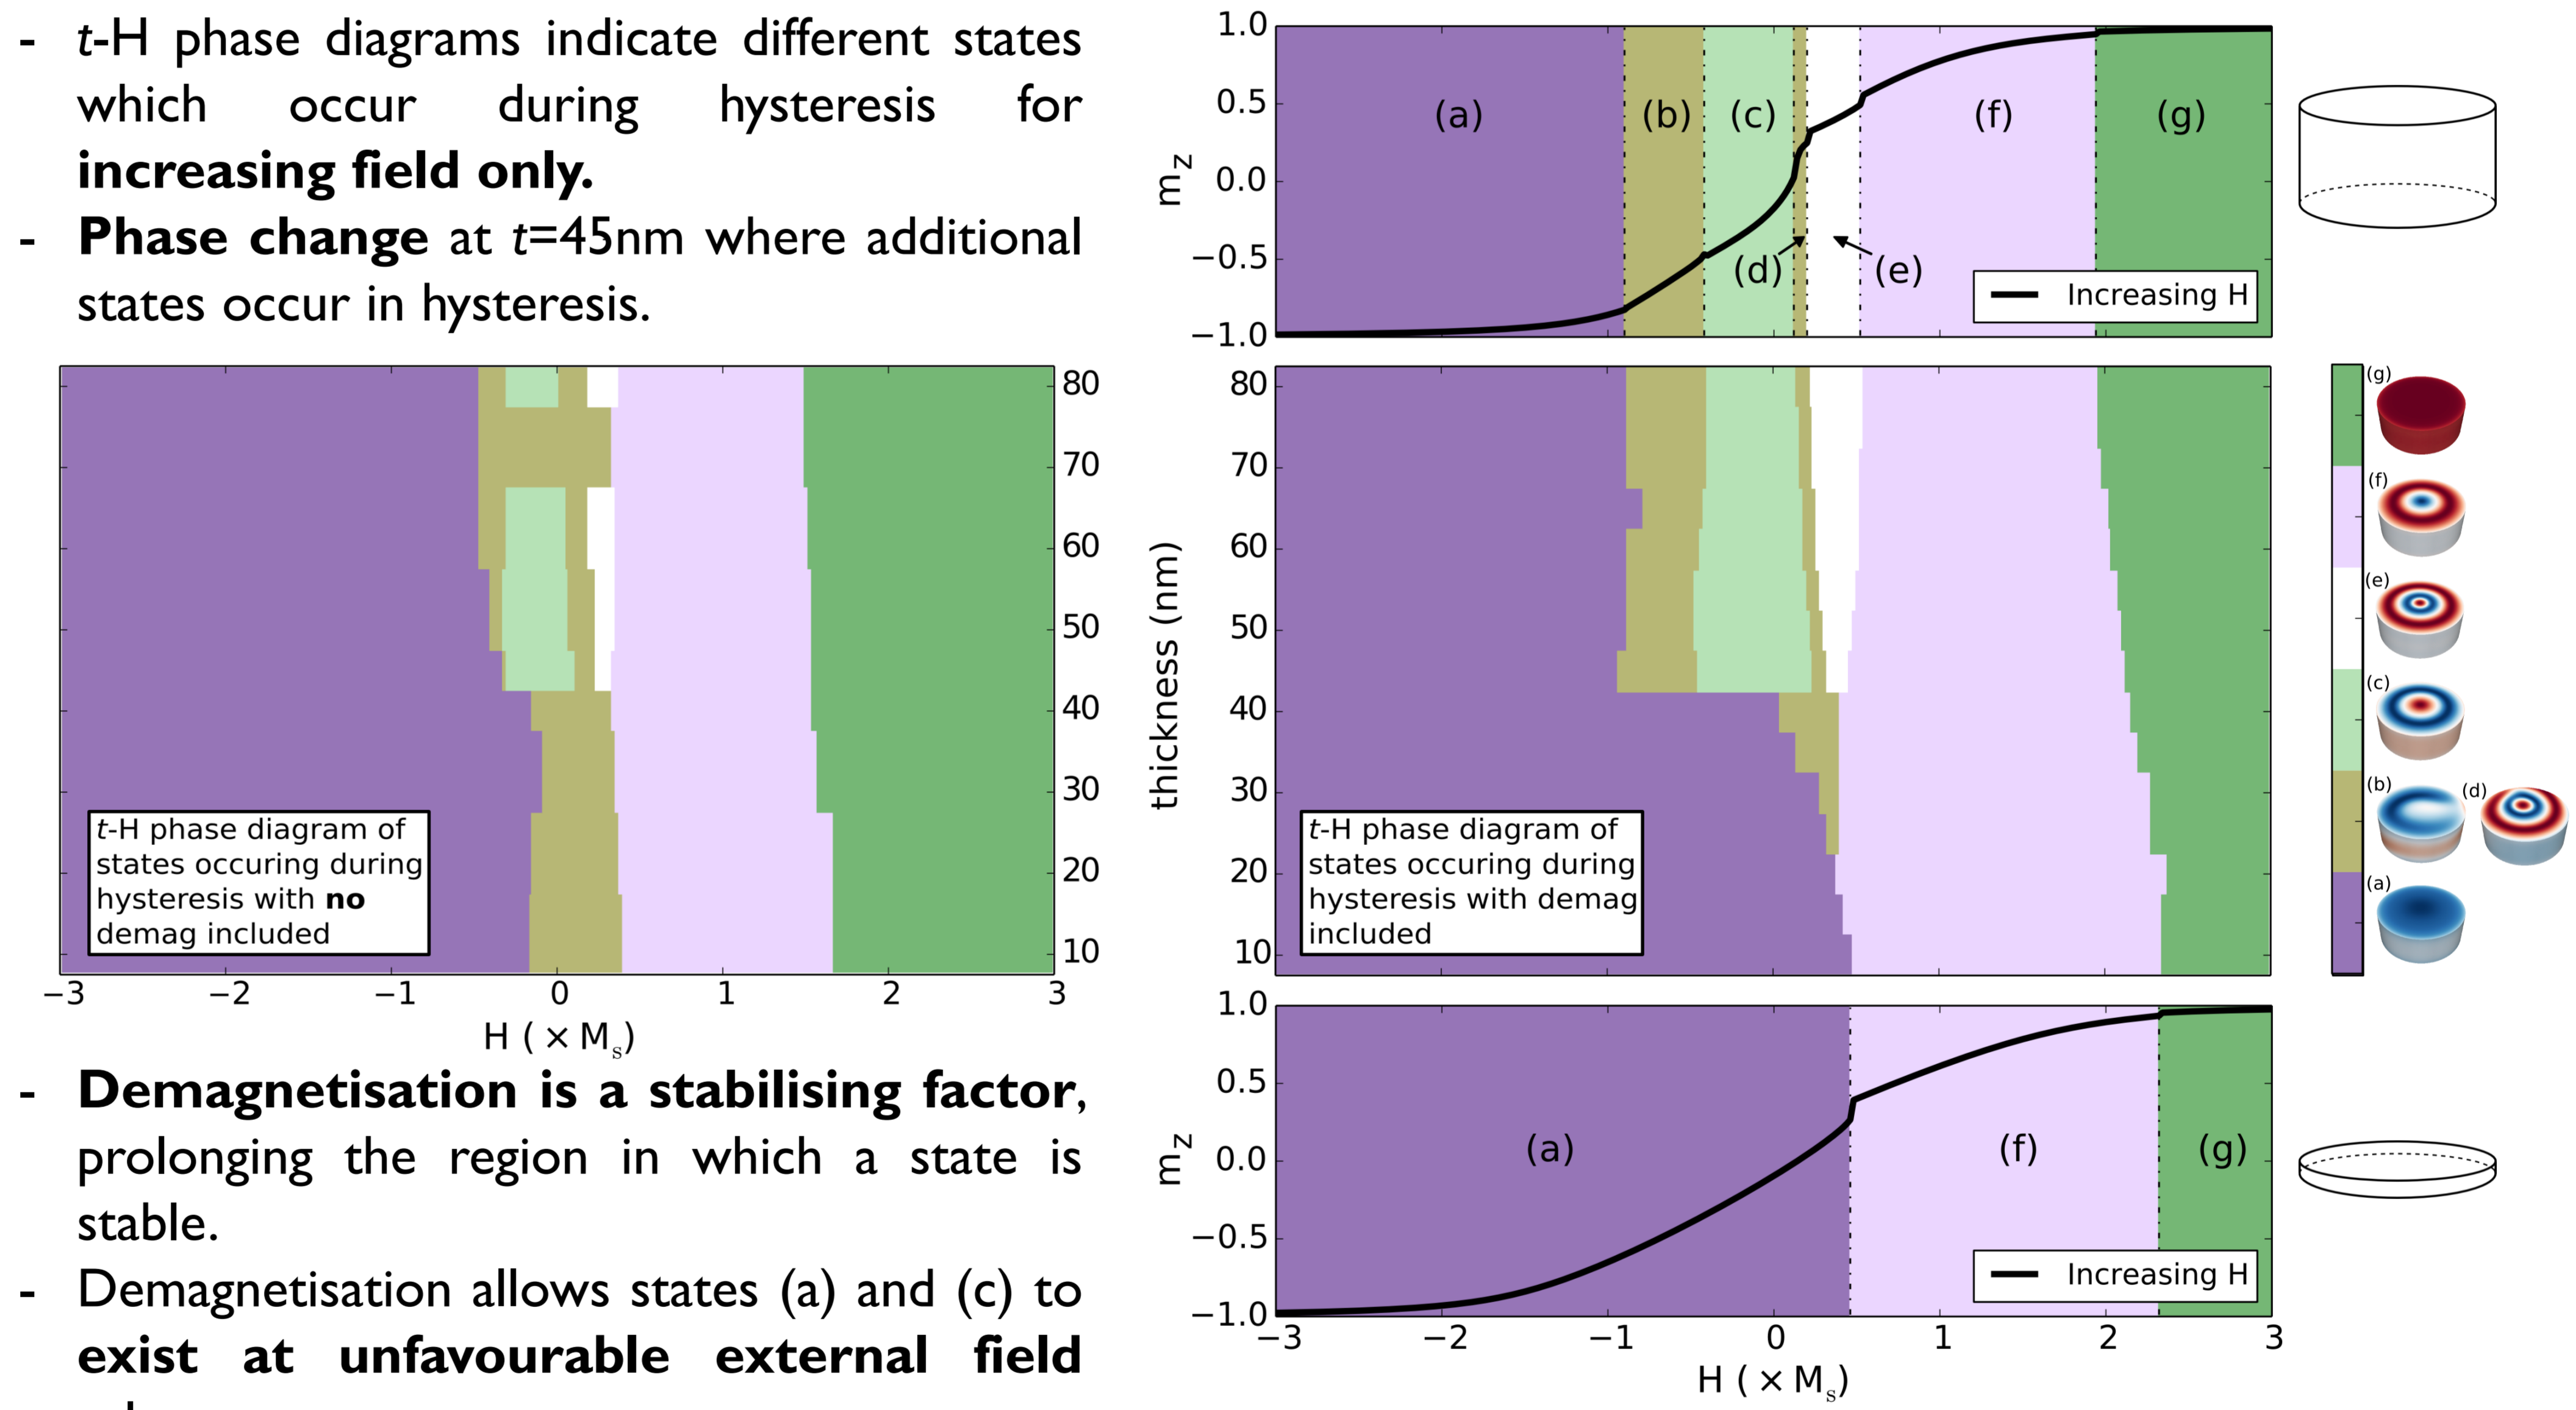 - t-H phase diagrams indicate different states
which occur during hysteresis for
increasing field only.
- Phase change at t=45nm where additional
states occur in hysteresis.
1.0
0.5
0.0
−0.5
−1.0
m_z
(a)
(b)
(c)
(d)
(e)
(f)
(g)
Increasing H
80
70
60
50
40
30
20
10
t-H phase diagram of
states occuring during
hysteresis with no
demag included
−3 −2 −1 0 1 2 3
H ( × M_s)
thickness (nm)
80
70
60
50
40
30
20
10
t-H phase diagram of
states occuring during
hysteresis with demag
included
(g)
(f)
(e)
(c)
(b) (d)
(a)
- Demagnetisation is a stabilising factor,
prolonging the region in which a state is
stable.
- Demagnetisation allows states (a) and (c) to
exist at unfavourable external field
1.0
0.5
0.0
−0.5
−1.0
m_z
(a)
(f)
(g)
Increasing H
−3 −2 −1 0 1 2 3
H ( × M_s)